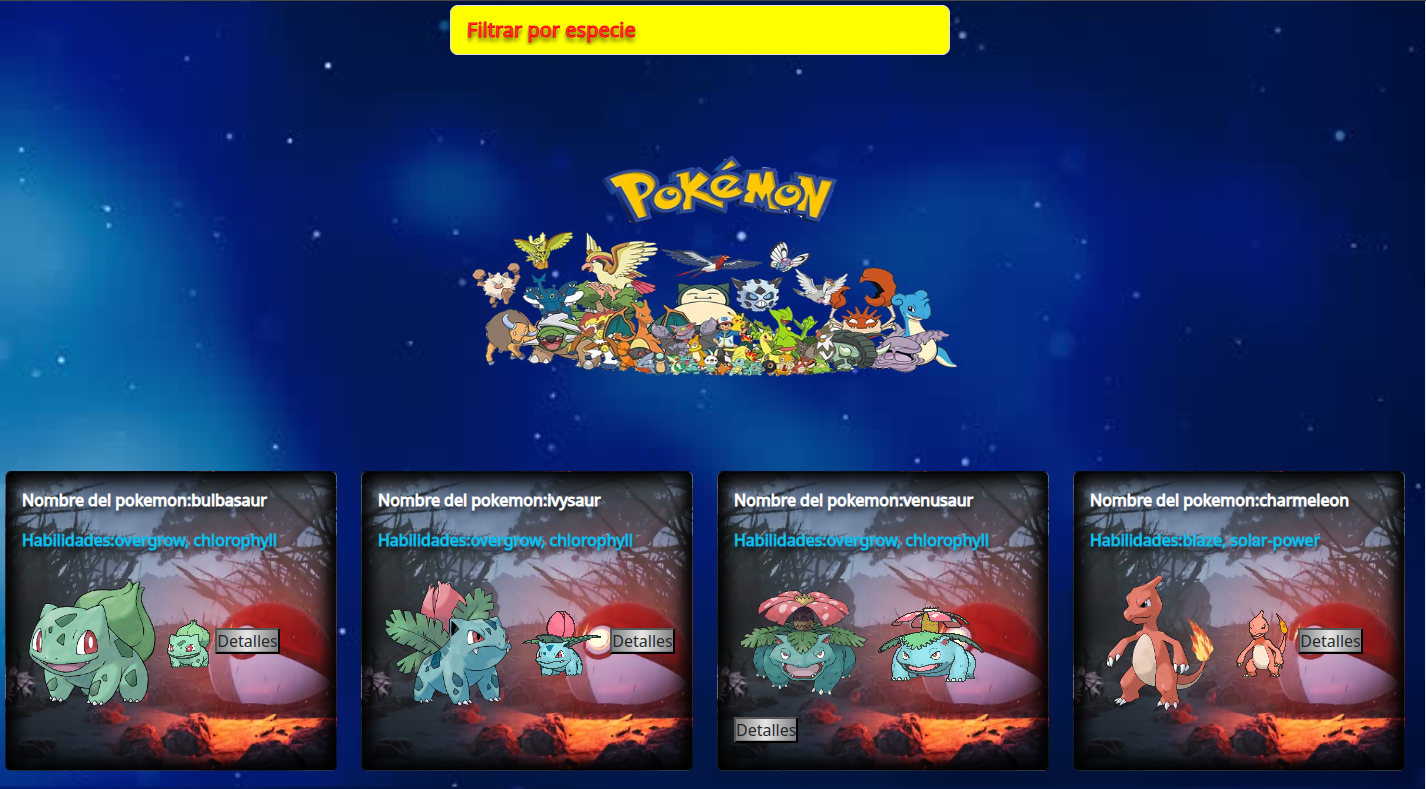 Filtrar por especie
POKéMON
Nombre del pokemon:bulbasaur
Habilidades:overgrow, chlorophyll
Detalles
Nombre del pokemon:ivysaur
Habilidades:overgrow, chlorophyll
Detalles
Nombre del pokemon:venusaur
Habilidades:overgrow, chlorophyll
Detalles
Nombre del pokemon:charmeleon
Habilidades:blaze, solar-power
Detalles